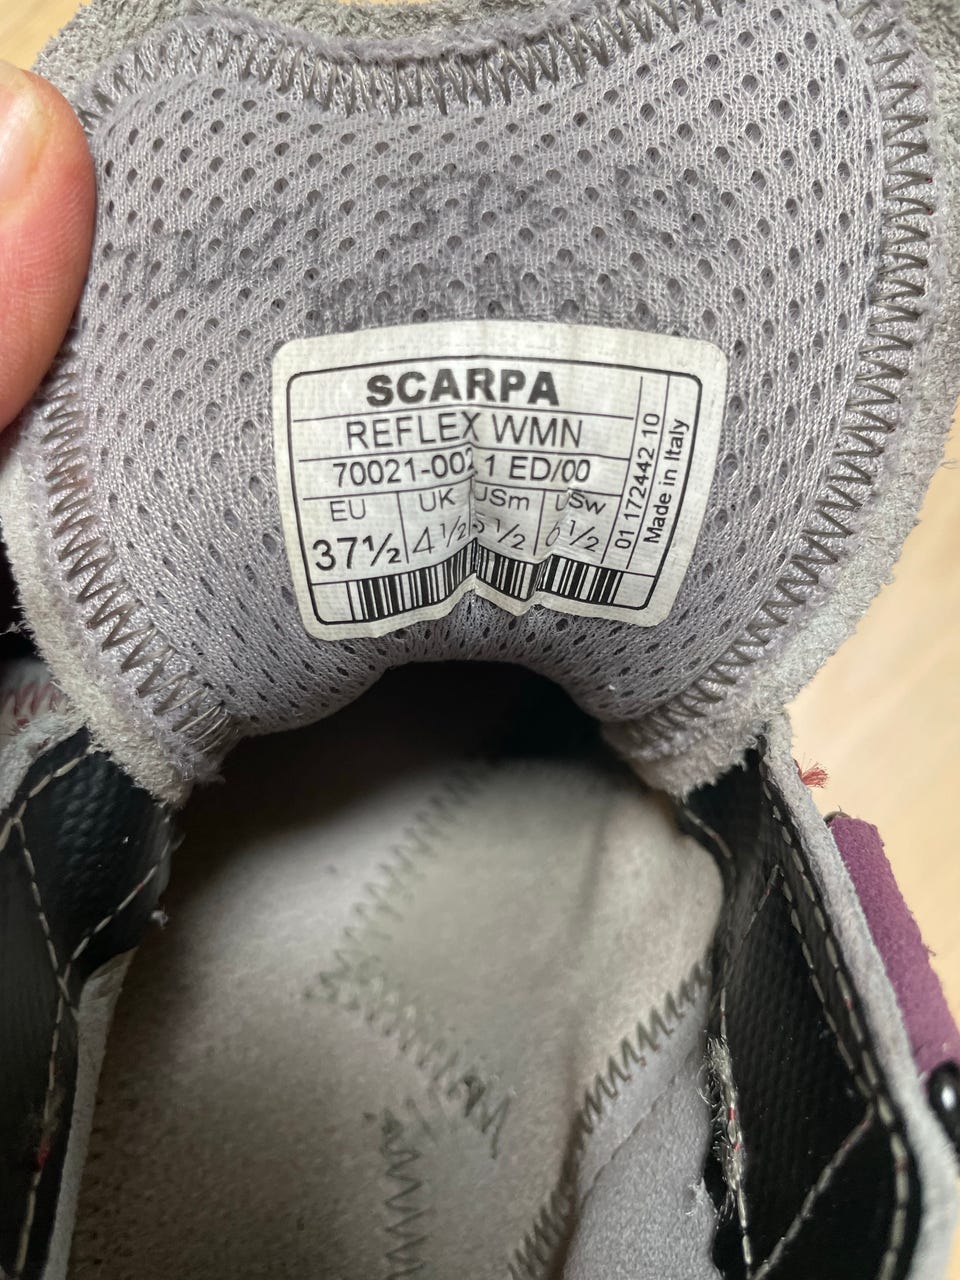 SCARPA
REFLEX WMN
70021-002 1 ED/00
EU UK USm USw
37½ 4½ 5½ 6½
01 172442 10
Made in Italy